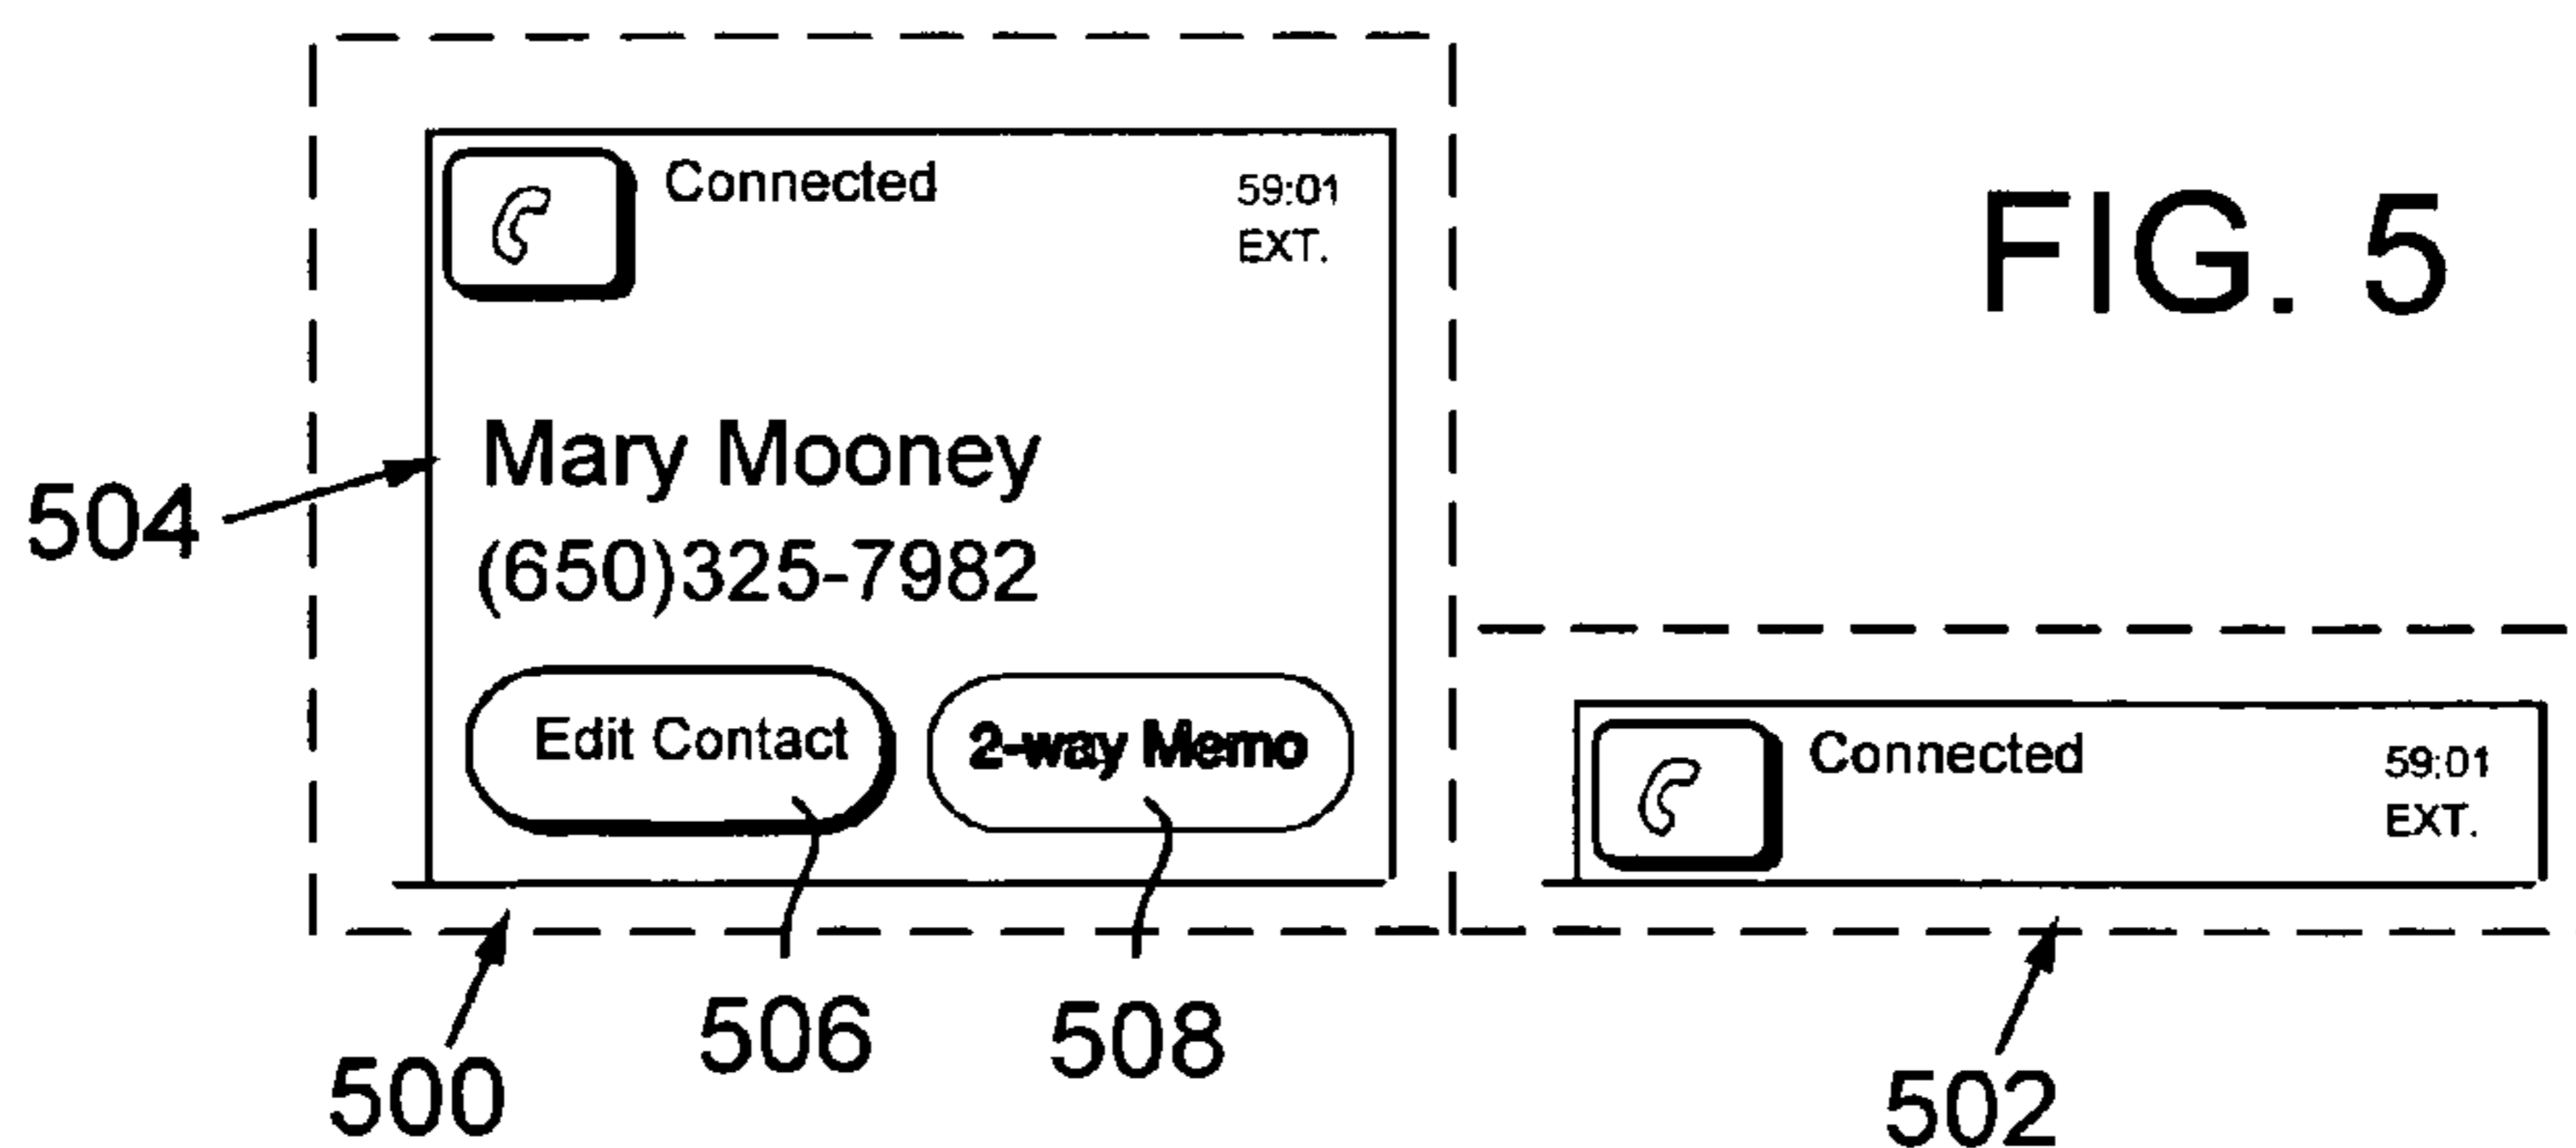 Connected
59:01
EXT.
FIG. 5
Mary Mooney
504
(650)325-7982
Edit Contact
2-way Memo
Connected
59:01
EXT.
506
508
500
502